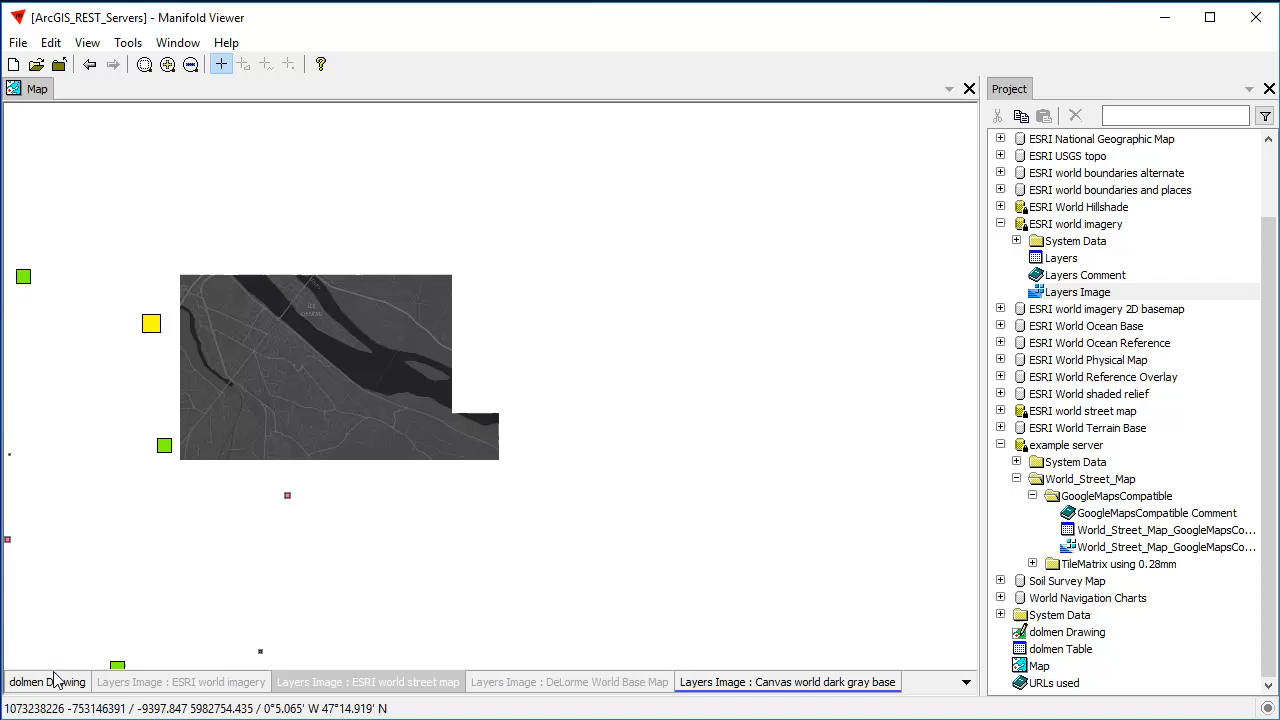 [ArcGIS_REST_Servers] - Manifold Viewer
File Edit View Tools Window Help
Map
Project
ESRI National Geographic Map
ESRI USGS topo
ESRI world boundaries alternate
ESRI world boundaries and places
ESRI World Hillshade
ESRI world imagery
System Data
Layers
Layers Comment
Layers Image
ESRI world imagery 2D basemap
ESRI World Ocean Base
ESRI World Ocean Reference
ESRI World Physical Map
ESRI World Reference Overlay
ESRI World shaded relief
ESRI world street map
ESRI World Terrain Base
example server
System Data
World_Street_Map
GoogleMapsCompatible
GoogleMapsCompatible Comment
World_Street_Map_GoogleMapsCo...
World_Street_Map_GoogleMapsCo...
TileMatrix using 0.28mm
Soil Survey Map
World Navigation Charts
System Data
dolmen Drawing
dolmen Table
Map
URLs used
dolmen Drawing Layers Image : ESRI world imagery Layers Image : ESRI world street map Layers Image : DeLorme World Base Map Layers Image : Canvas world dark gray base
1073238226 -753146391 / -9397.847 5982754.435 / 0°5.065' W 47°14.919' N